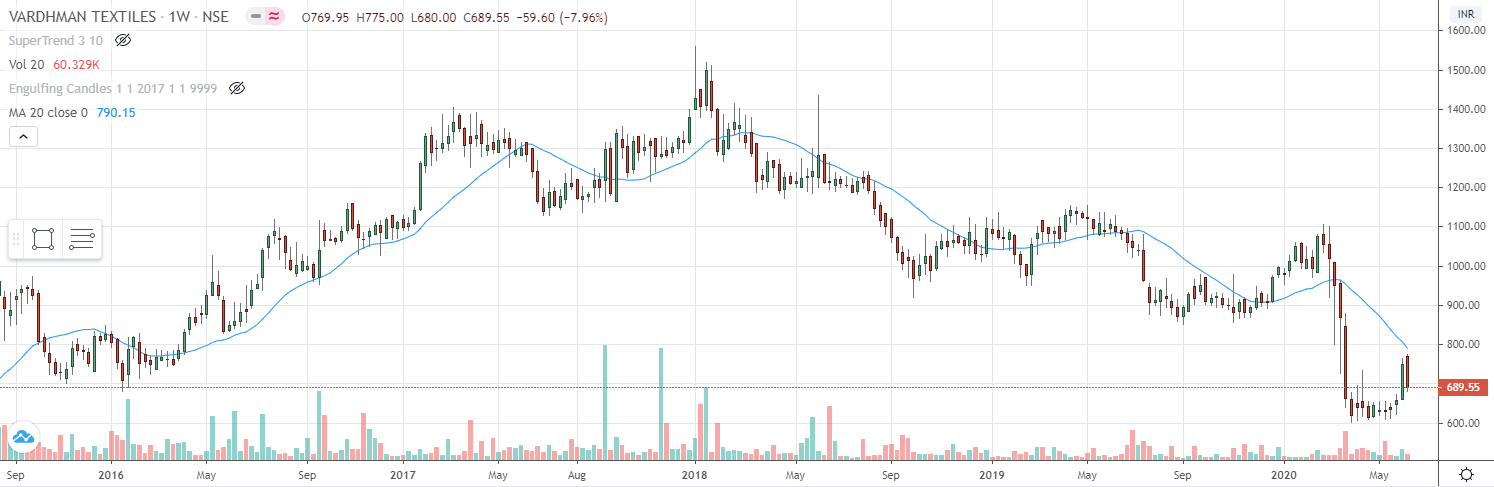 VARDHMAN TEXTILES · 1W · NSE O769.95 H775.00 L680.00 C689.55 −59.60 (−7.96%)
INR
SuperTrend 3 10
Vol 20 60.329K
Engulfing Candles 1 1 2017 1 1 9999
MA 20 close 0 790.15
1600.00
1500.00
1400.00
1300.00
1200.00
1100.00
1000.00
900.00
800.00
689.55
600.00
Sep 2016 May Sep 2017 May Aug 2018 May Sep 2019 May Sep 2020 May